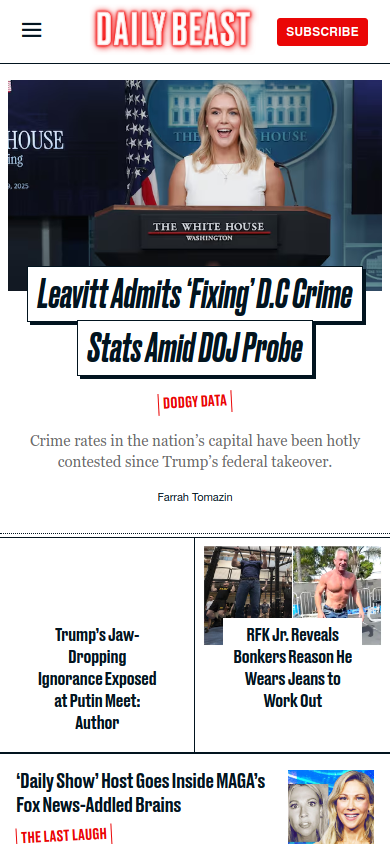 DAILY BEAST
SUBSCRIBE
HOUSE
ing
9, 2025
THE WHITE HOUSE
WASHINGTON
Leavitt Admits ‘Fixing’ D.C Crime
Stats Amid DOJ Probe
DODGY DATA
Crime rates in the nation’s capital have been hotly
contested since Trump’s federal takeover.
Farrah Tomazin
Trump’s Jaw-
Dropping
Ignorance Exposed
at Putin Meet:
Author
RFK Jr. Reveals
Bonkers Reason He
Wears Jeans to
Work Out
‘Daily Show’ Host Goes Inside MAGA’s
Fox News-Addled Brains
THE LAST LAUGH